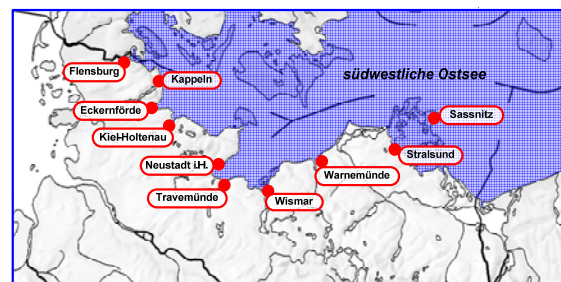 Flensburg
südwestliche Ostsee
Kappeln
Eckernförde
Sassnitz
Kiel-Holtenau
Stralsund
Neustadt i.H.
Warnemünde
Travemünde
Wismar